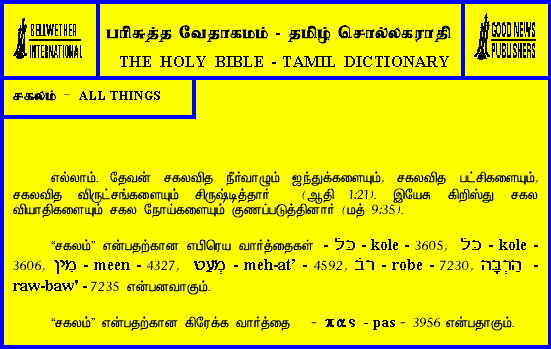 BELLWETHER
INTERNATIONAL
பரிசுத்த வேதாகமம் - தமிழ் சொல்லகராதி
THE HOLY BIBLE - TAMIL DICTIONARY
GOOD NEWS
PUBLISHERS
சகலம் - ALL THINGS
எல்லாம். தேவன் சகலவித நீர்வாழும் ஜந்துக்களையும், சகலவித பட்சிகளையும்,
சகலவித விருட்சங்களையும் சிருஷ்டித்தார் (ஆதி 1:21). இயேசு கிறிஸ்து சகல
வியாதிகளையும் சகல நோய்களையும் குணப்படுத்தினார் (மத் 9:35).
“சகலம்” என்பதற்கான எபிரெய வார்த்தைகள் - כֹּל - kole - 3605, כֹּל - kole -
3606, מִין - meen - 4327, מְעַט - meh-at’ - 4592, רֹב - robe - 7230, הַרְבָּה -
raw-baw' - 7235 என்பனவாகும்.
“சகலம்” என்பதற்கான கிரேக்க வார்த்தை - πας - pas - 3956 என்பதாகும்.